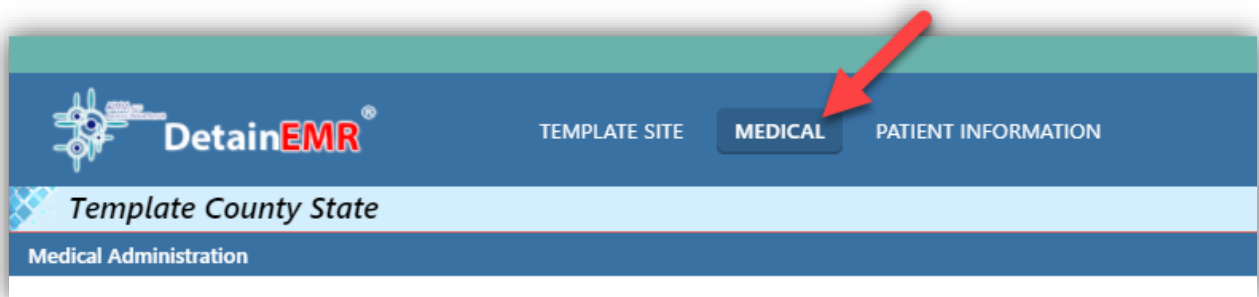 DetainEMR®
TEMPLATE SITE MEDICAL PATIENT INFORMATION
Template County State
Medical Administration